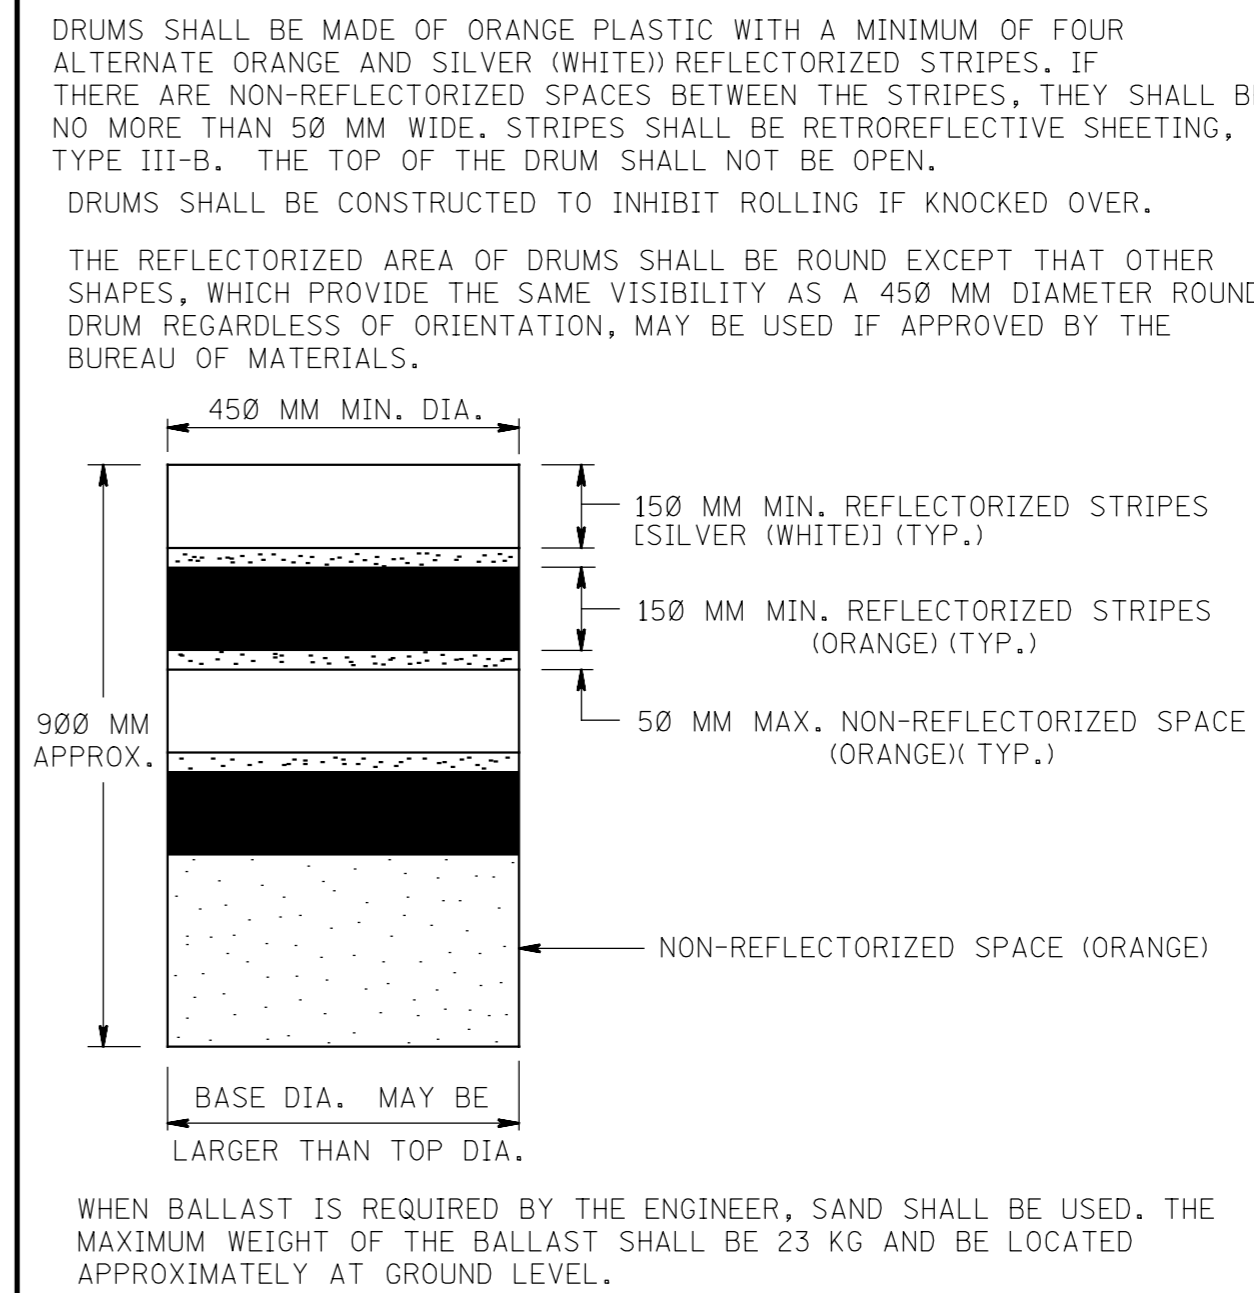 DRUMS SHALL BE MADE OF ORANGE PLASTIC WITH A MINIMUM OF FOUR
ALTERNATE ORANGE AND SILVER (WHITE)) REFLECTORIZED STRIPES. IF
THERE ARE NON-REFLECTORIZED SPACES BETWEEN THE STRIPES, THEY SHALL BE
NO MORE THAN 5Ø MM WIDE. STRIPES SHALL BE RETROREFLECTIVE SHEETING,
TYPE III-B. THE TOP OF THE DRUM SHALL NOT BE OPEN.
DRUMS SHALL BE CONSTRUCTED TO INHIBIT ROLLING IF KNOCKED OVER.
THE REFLECTORIZED AREA OF DRUMS SHALL BE ROUND EXCEPT THAT OTHER
SHAPES, WHICH PROVIDE THE SAME VISIBILITY AS A 45Ø MM DIAMETER ROUND
DRUM REGARDLESS OF ORIENTATION, MAY BE USED IF APPROVED BY THE
BUREAU OF MATERIALS.
45Ø MM MIN. DIA.
15Ø MM MIN. REFLECTORIZED STRIPES
[SILVER (WHITE)] (TYP.)
15Ø MM MIN. REFLECTORIZED STRIPES
(ORANGE) (TYP.)
5Ø MM MAX. NON-REFLECTORIZED SPACE
(ORANGE)( TYP.)
9ØØ MM
APPROX.
NON-REFLECTORIZED SPACE (ORANGE)
BASE DIA. MAY BE
LARGER THAN TOP DIA.
WHEN BALLAST IS REQUIRED BY THE ENGINEER, SAND SHALL BE USED. THE
MAXIMUM WEIGHT OF THE BALLAST SHALL BE 23 KG AND BE LOCATED
APPROXIMATELY AT GROUND LEVEL.